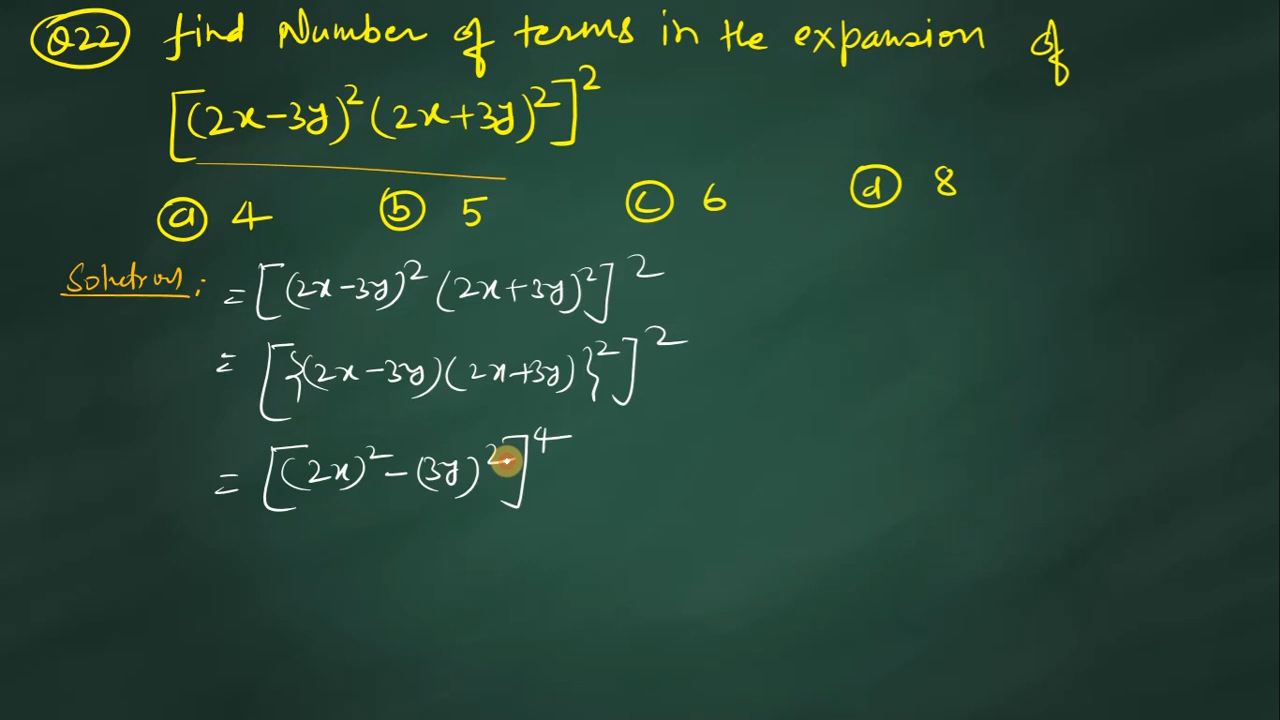 Q22 find Number of terms in the expansion of
[(2x-3y)²(2x+3y)²]²
a 4 b 5 c 6 d 8
Solution: = [(2x-3y)² (2x+3y)²]²
= [{(2x-3y)(2x+3y)}²]²
= [(2x)²-(3y)²]⁴